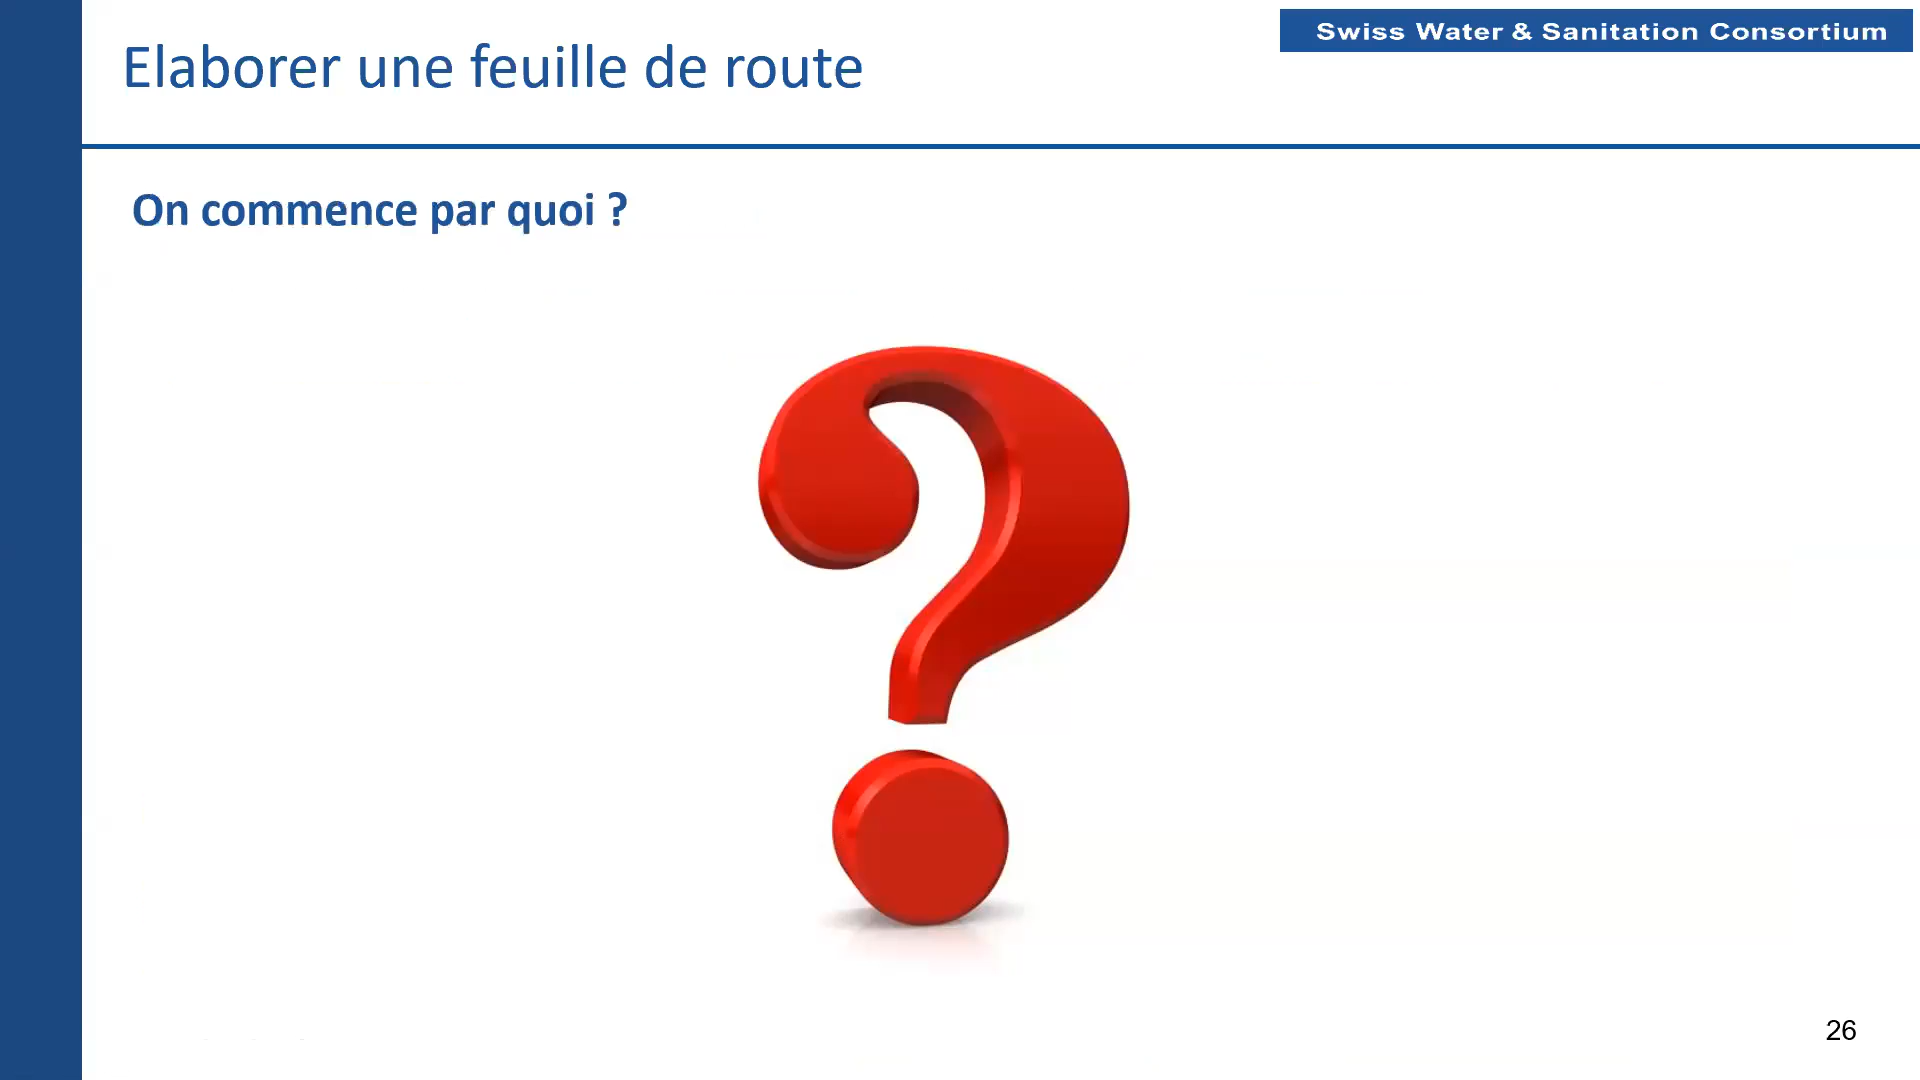 Swiss Water & Sanitation Consortium
Elaborer une feuille de route
On commence par quoi ?
26